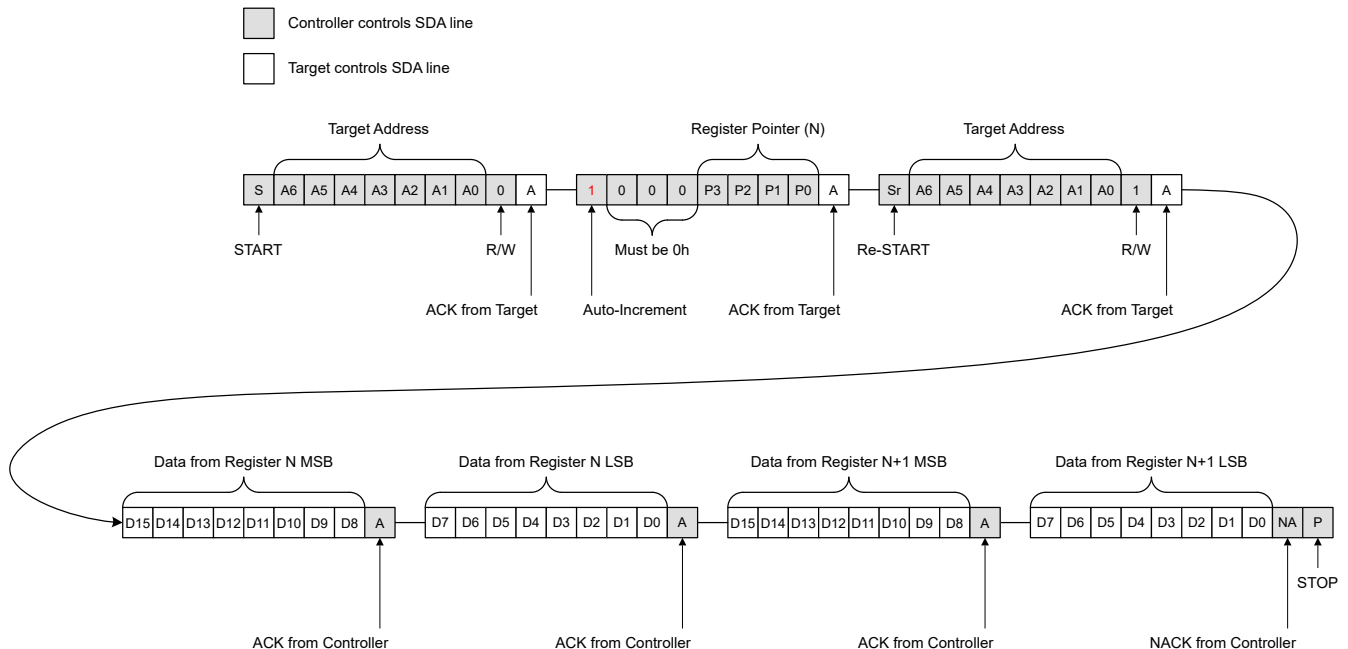 Controller controls SDA line
Target controls SDA line
Target Address
Register Pointer (N)
Target Address
S A6 A5 A4 A3 A2 A1 A0 0 A
1 0 0 0 P3 P2 P1 P0 A
Sr A6 A5 A4 A3 A2 A1 A0 1 A
START
R/W
Must be 0h
Re-START
R/W
ACK from Target
Auto-Increment
ACK from Target
ACK from Target
Data from Register N MSB
Data from Register N LSB
Data from Register N+1 MSB
Data from Register N+1 LSB
D15 D14 D13 D12 D11 D10 D9 D8 A
D7 D6 D5 D4 D3 D2 D1 D0 A
D15 D14 D13 D12 D11 D10 D9 D8 A
D7 D6 D5 D4 D3 D2 D1 D0 NA P
STOP
ACK from Controller
ACK from Controller
ACK from Controller
NACK from Controller